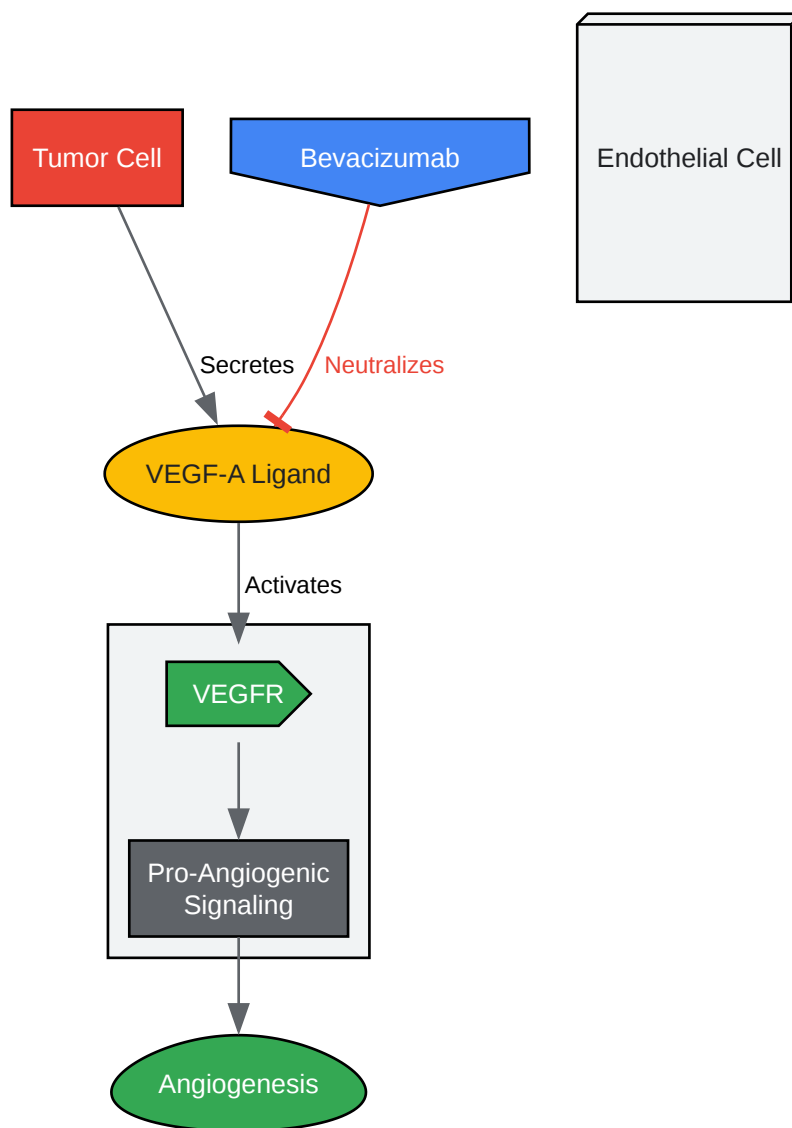 Tumor Cell
Bevacizumab
Endothelial Cell
Secretes
Neutralizes
VEGF-A Ligand
Activates
VEGFR
Pro-Angiogenic
Signaling
Angiogenesis